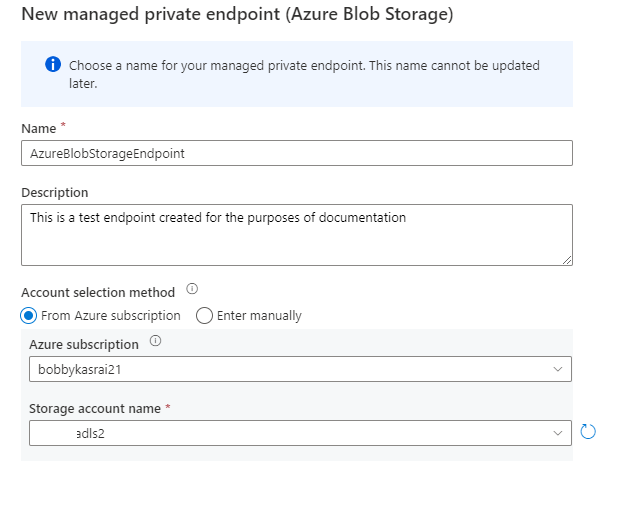 New managed private endpoint (Azure Blob Storage)
Choose a name for your managed private endpoint. This name cannot be updated
later.
Name *
AzureBlobStorageEndpoint
Description
This is a test endpoint created for the purposes of documentation
Account selection method
From Azure subscription Enter manually
Azure subscription
bobbykasrai21
Storage account name *
adls2